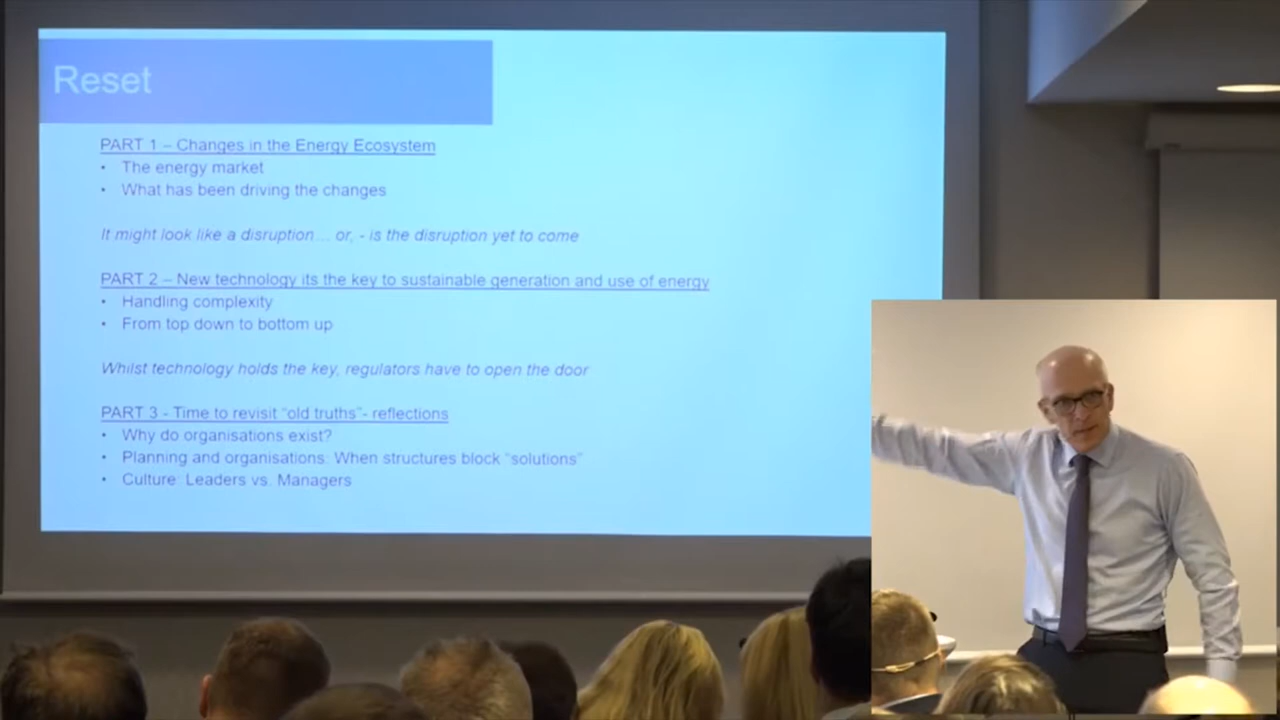 Reset
PART 1 – Changes in the Energy Ecosystem
• The energy market
• What has been driving the changes
It might look like a disruption… or, - is the disruption yet to come
PART 2 – New technology its the key to sustainable generation and use of energy
• Handling complexity
• From top down to bottom up
Whilst technology holds the key, regulators have to open the door
PART 3 - Time to revisit “old truths”- reflections
• Why do organisations exist?
• Planning and organisations: When structures block “solutions”
• Culture: Leaders vs. Managers